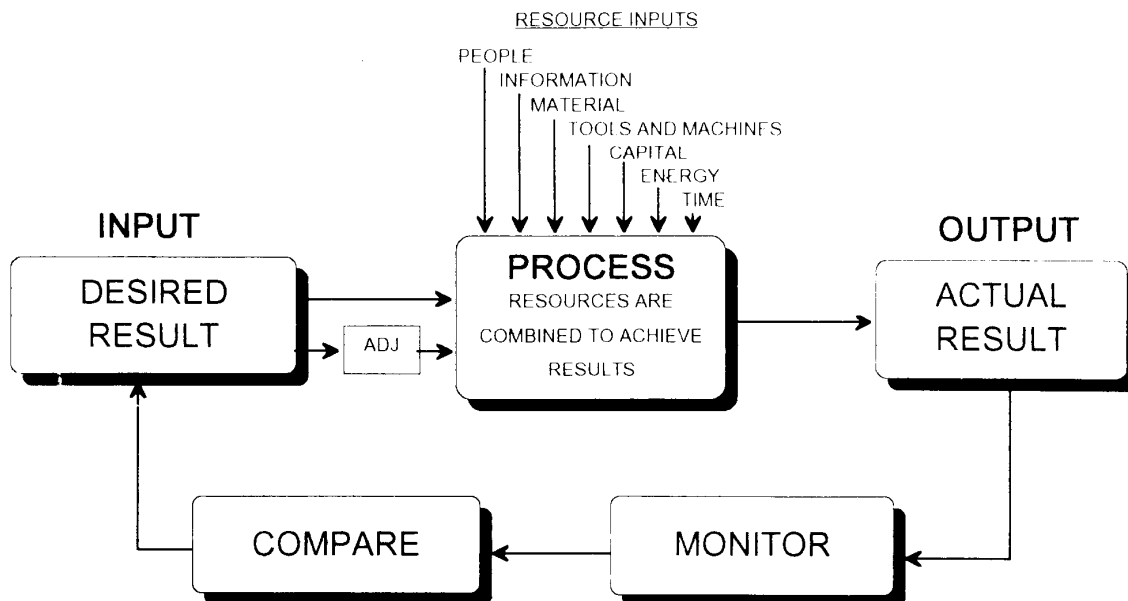 RESOURCE INPUTS
PEOPLE
INFORMATION
MATERIAL
TOOLS AND MACHINES
CAPITAL
ENERGY
TIME
INPUT
DESIRED
RESULT
ADJ
PROCESS
RESOURCES ARE
COMBINED TO ACHIEVE
RESULTS
OUTPUT
ACTUAL
RESULT
COMPARE
MONITOR